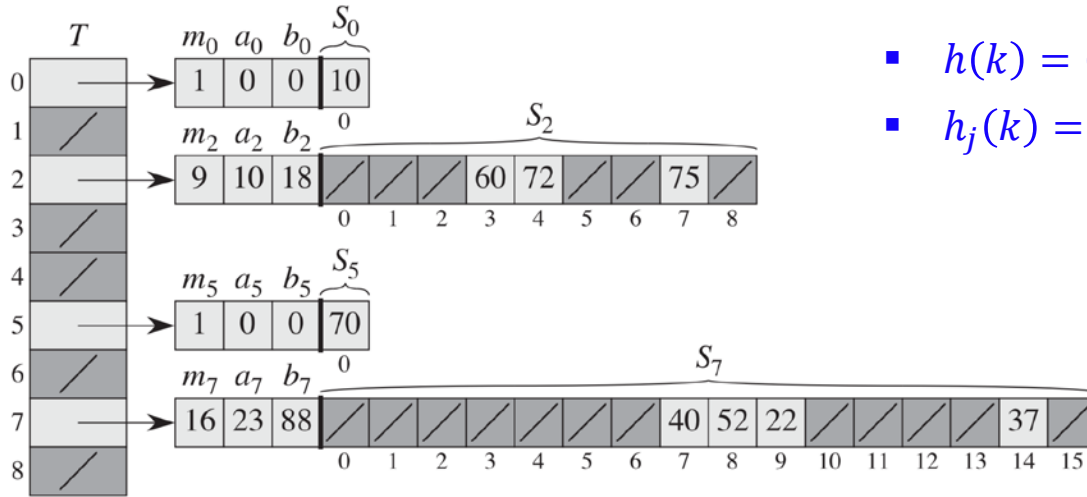 T
m₀ a₀ b₀ S₀
0 1 0 0 10
0
1
m₂ a₂ b₂ S₂
2 9 10 18 60 72 75
0 1 2 3 4 5 6 7 8
3
4
m₅ a₅ b₅ S₅
5 1 0 0 70
0
6
m₇ a₇ b₇ S₇
7 16 23 88 40 52 22 37
0 1 2 3 4 5 6 7 8 9 10 11 12 13 14 15
8
▪ h(k) =
▪ hⱼ(k) =